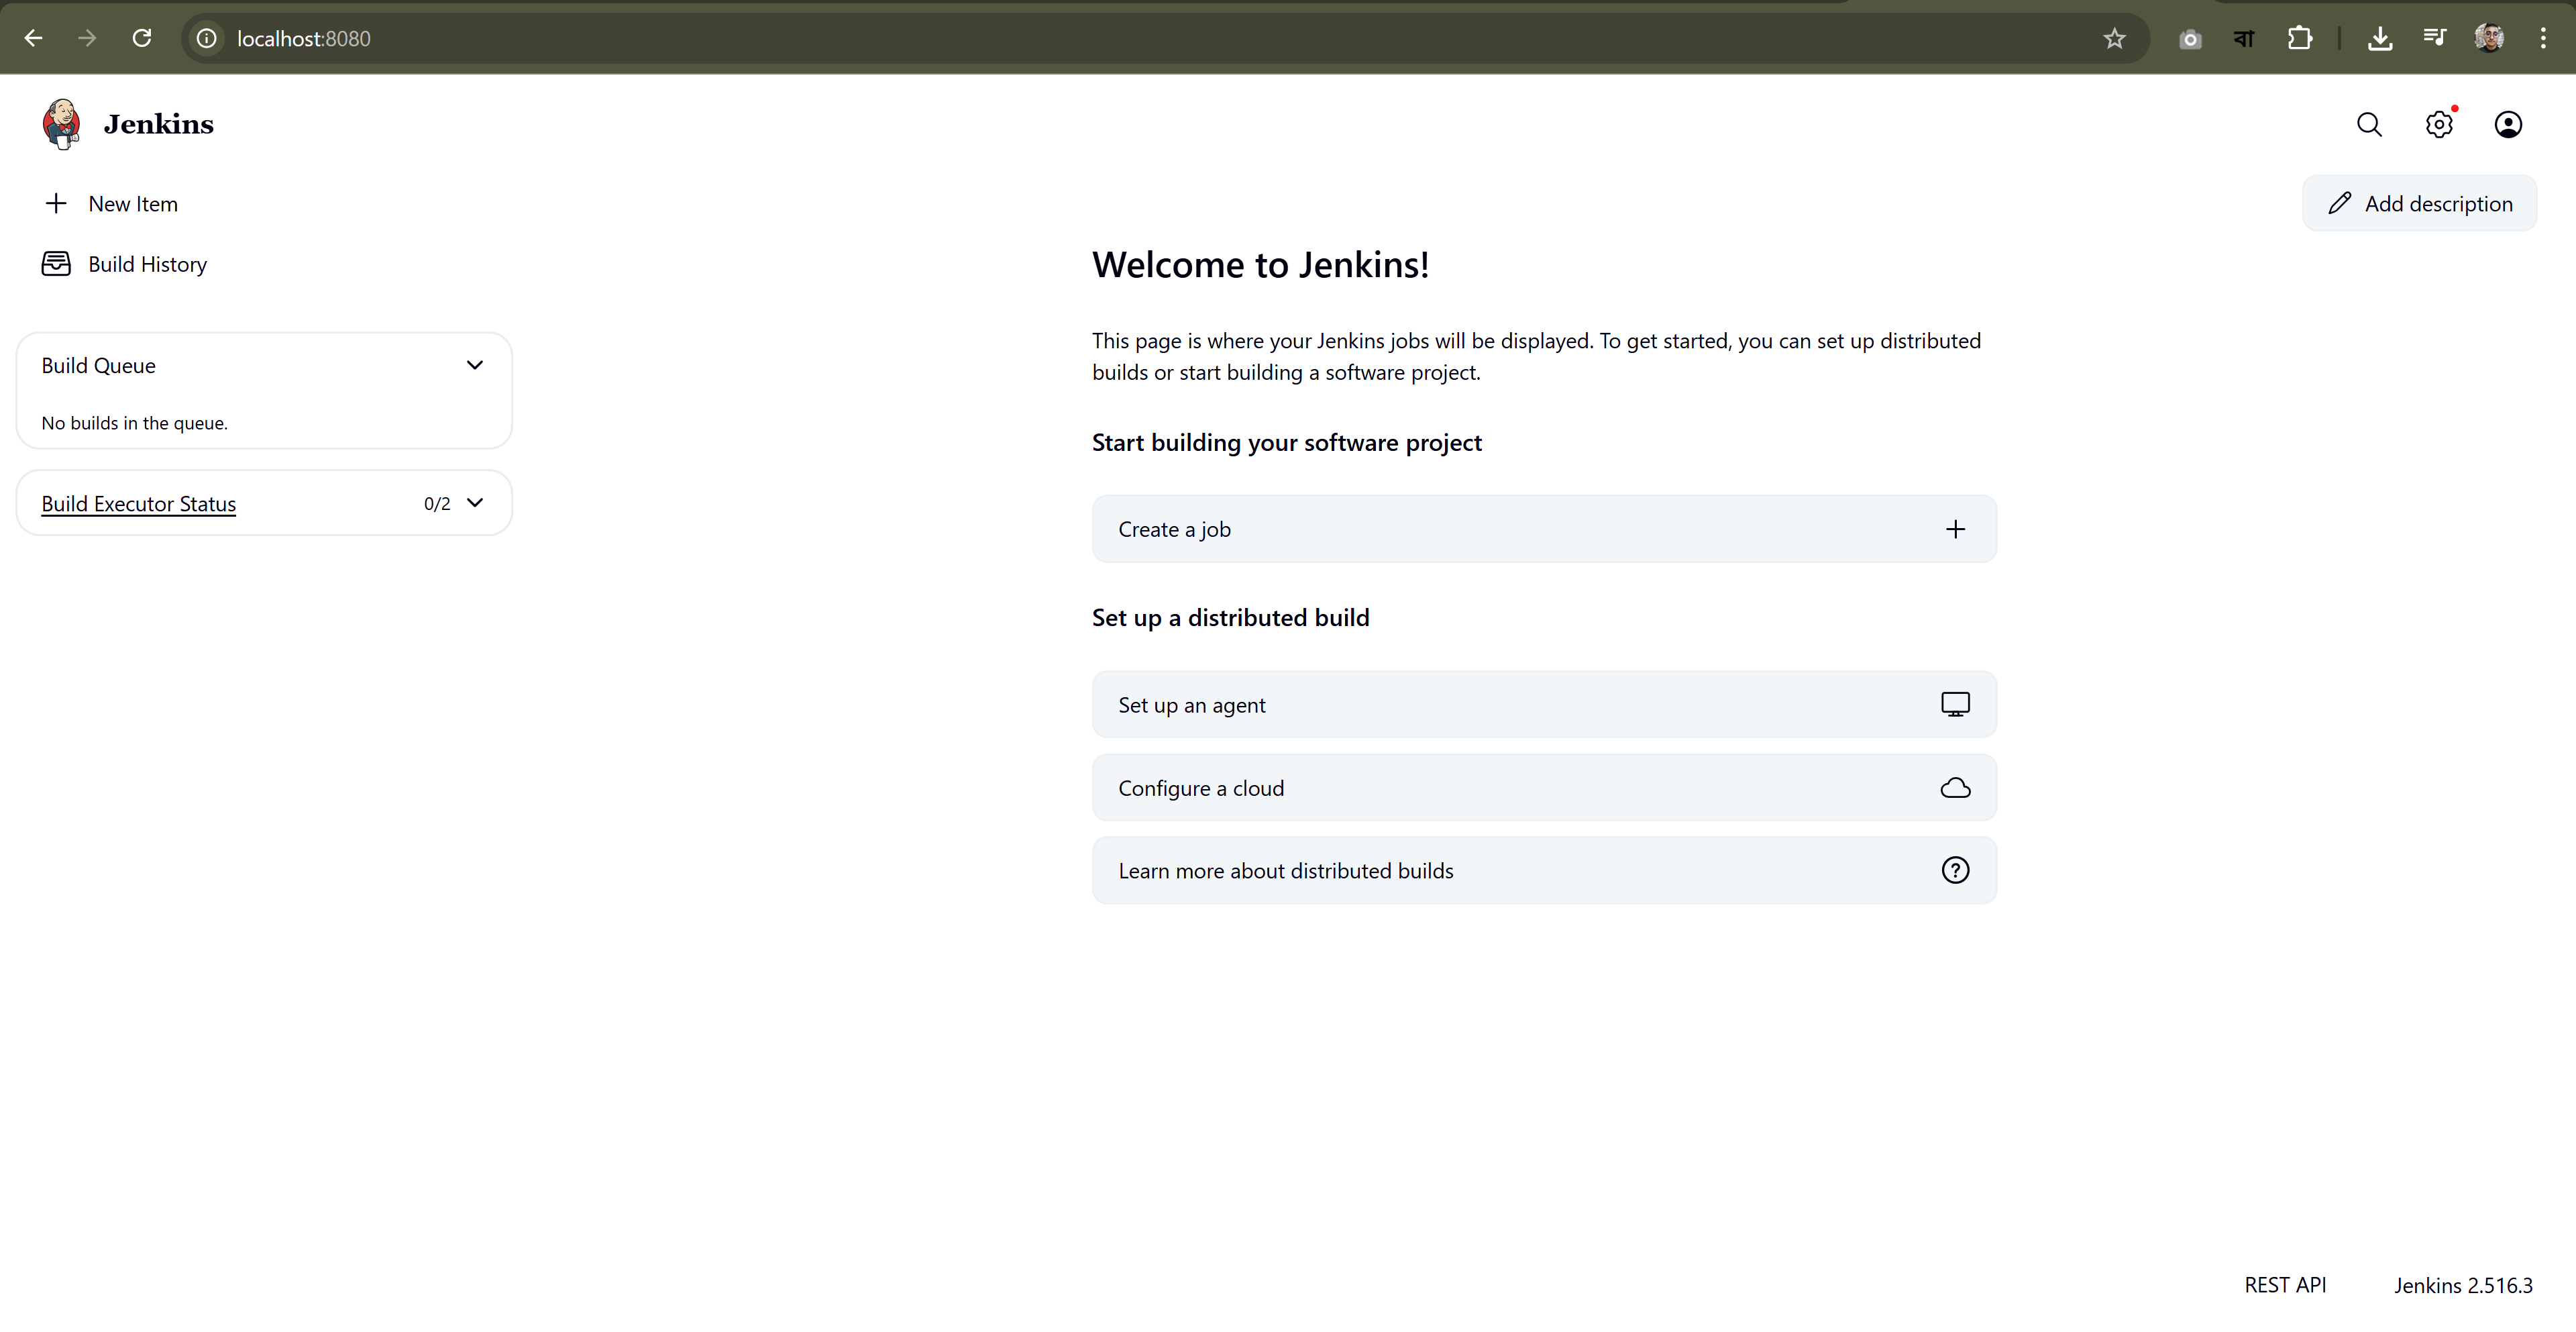 localhost:8080
বা
Jenkins
New Item
Add description
Build History
Welcome to Jenkins!
This page is where your Jenkins jobs will be displayed. To get started, you can set up distributed
builds or start building a software project.
Build Queue
No builds in the queue.
Start building your software project
Build Executor Status 0/2
Create a job
Set up a distributed build
Set up an agent
Configure a cloud
Learn more about distributed builds
REST API Jenkins 2.516.3